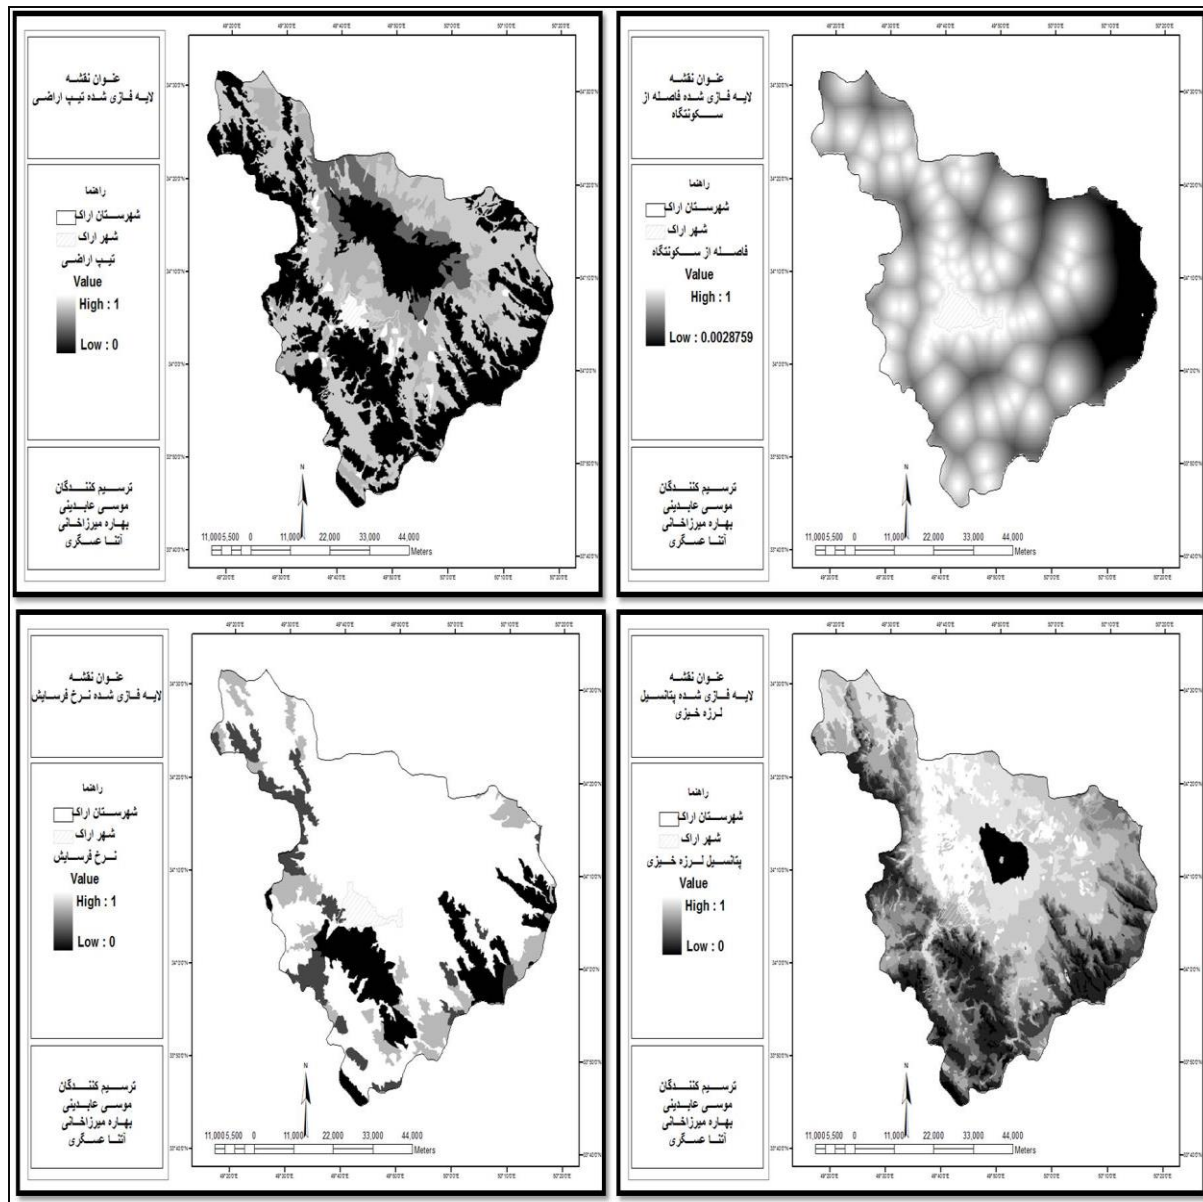 عنوان نقشه
لایه فازی شده تیپ اراضی
راهنما
شهرستان اراک
شهر اراک
تیپ اراضی
Value
High : 1
Low : 0
ترسیم کنندگان
موسی عابدینی
بهاره میرزاخانی
آتنا عسگری
N
11,000 5,500 0 11,000 22,000 33,000 44,000
Meters
عنوان نقشه
لایه فازی شده فاصله از
سکونتگاه
راهنما
شهرستان اراک
شهر اراک
فاصله از سکونتگاه
Value
High : 1
Low : 0.0028759
ترسیم کنندگان
موسی عابدینی
بهاره میرزاخانی
آتنا عسگری
N
11,000 5,500 0 11,000 22,000 33,000 44,000
Meters
عنوان نقشه
لایه فازی شده نرخ فرسایش
راهنما
شهرستان اراک
شهر اراک
نرخ فرسایش
Value
High : 1
Low : 0
ترسیم کنندگان
موسی عابدینی
بهاره میرزاخانی
آتنا عسگری
N
11,000 5,500 0 11,000 22,000 33,000 44,000
Meters
عنوان نقشه
لایه فازی شده پتانسیل
لرزه خیزی
راهنما
شهرستان اراک
شهر اراک
پتانسیل لرزه خیزی
Value
High : 1
Low : 0
ترسیم کنندگان
موسی عابدینی
بهاره میرزاخانی
آتنا عسگری
N
11,000 5,500 0 11,000 22,000 33,000 44,000
Meters